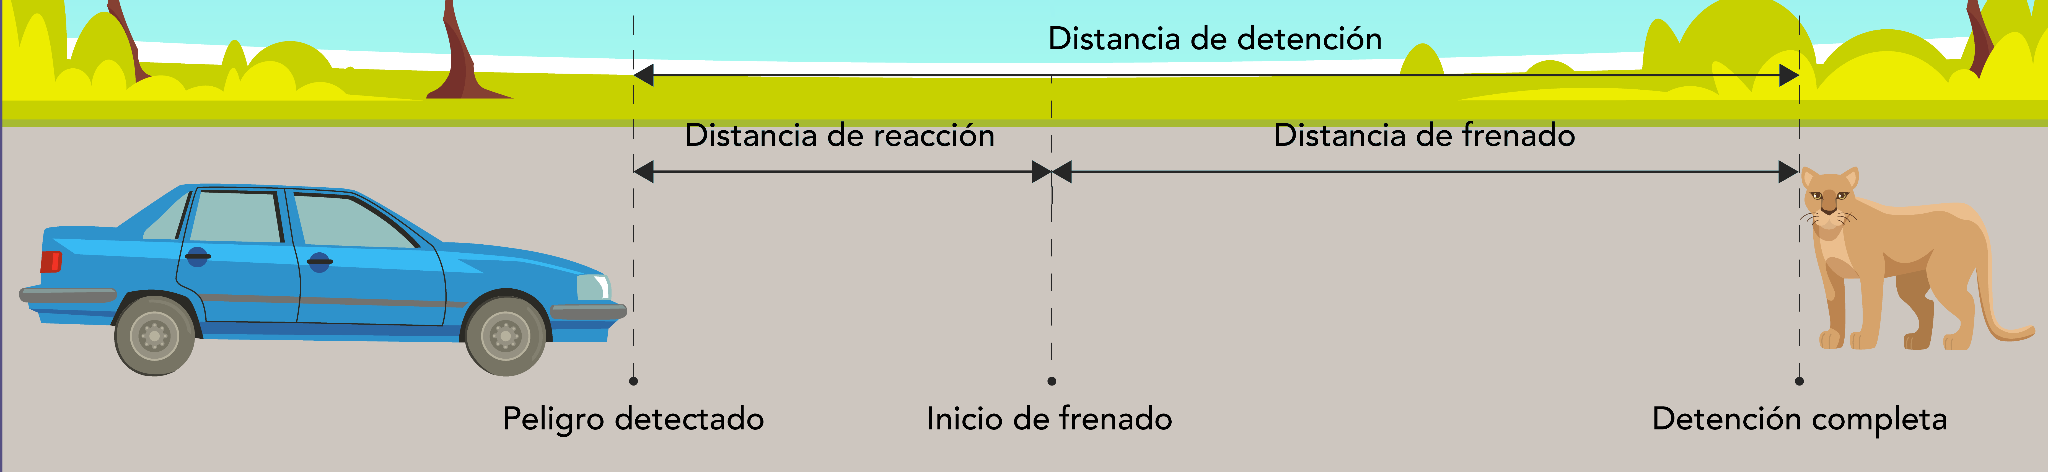 Distancia de detención
Distancia de reacción
Distancia de frenado
Peligro detectado
Inicio de frenado
Detención completa